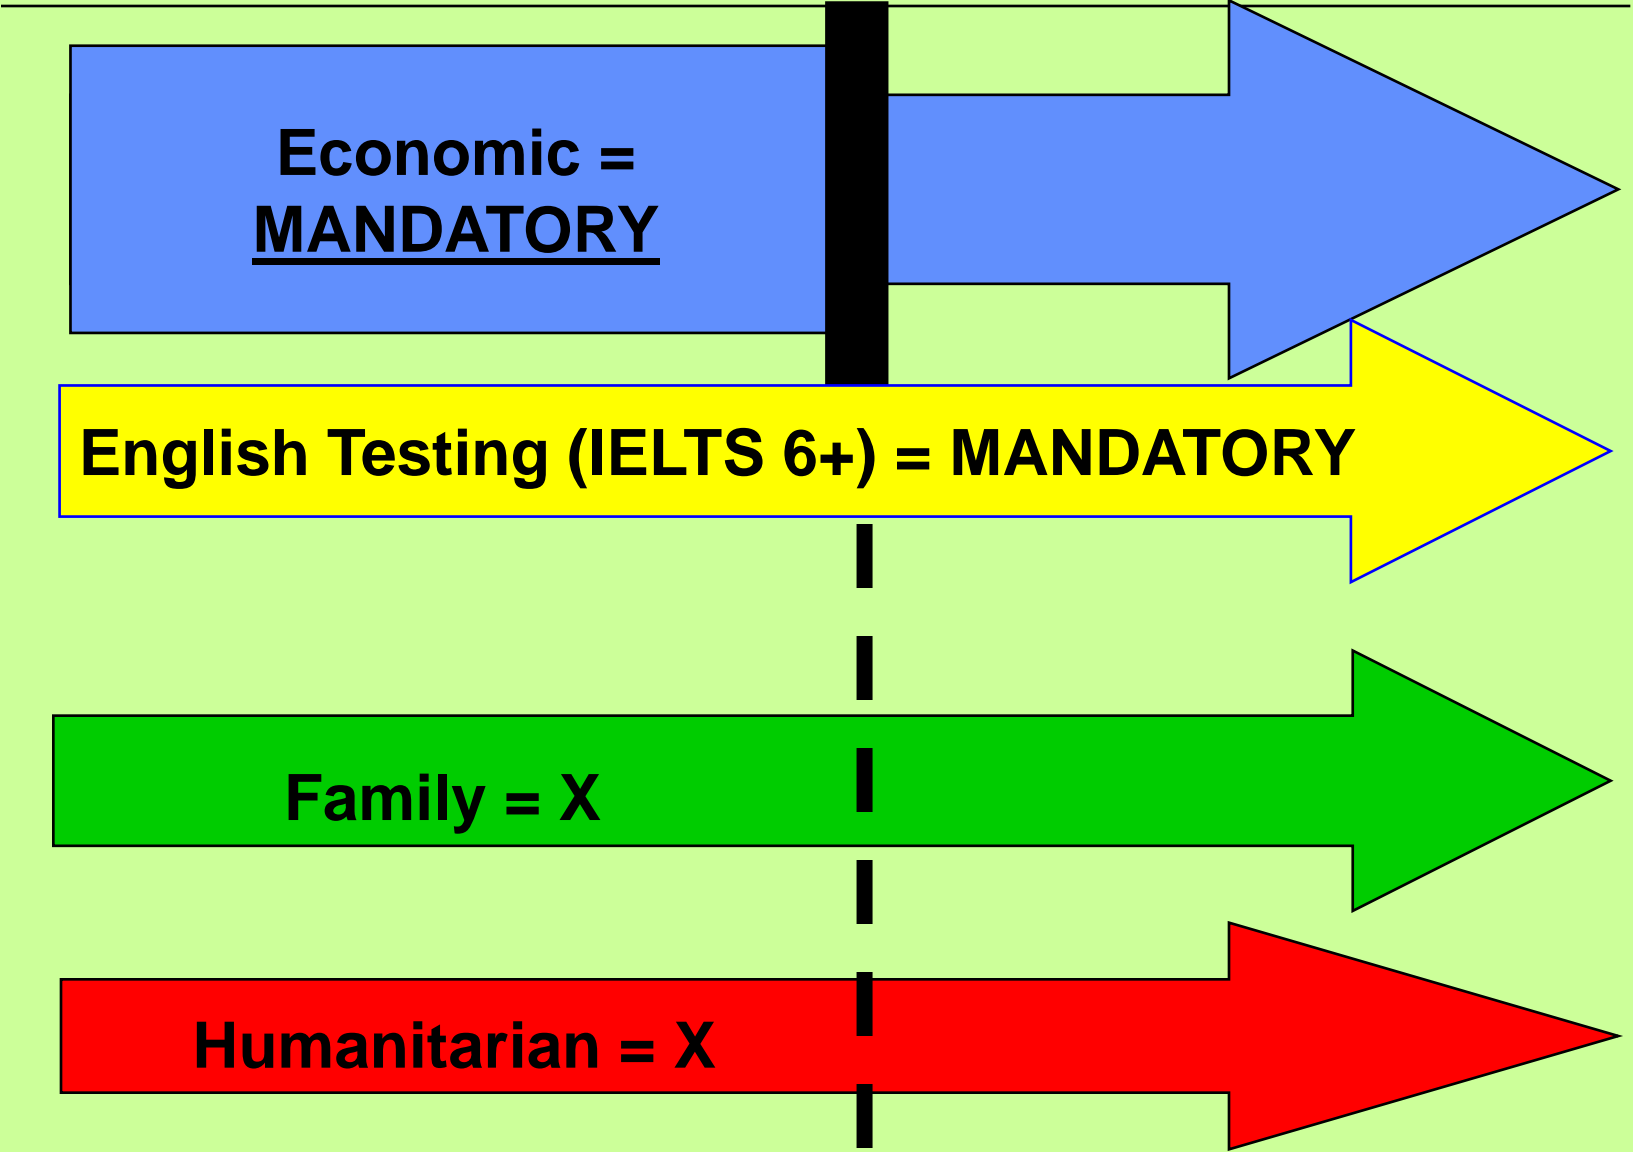 Economic =
MANDATORY
English Testing (IELTS 6+) = MANDATORY
Family = X
Humanitarian = X